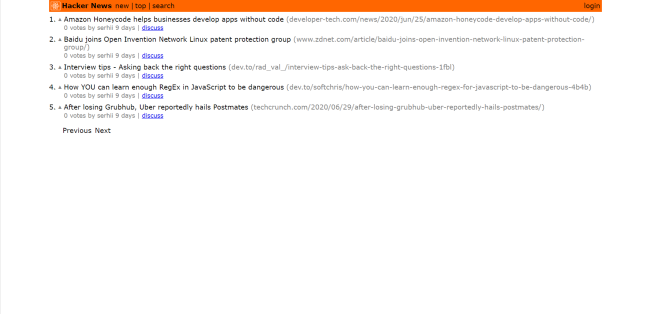 Hacker News new | top | search login
1. Amazon Honeycode helps businesses develop apps without code (developer-tech.com/news/2020/jun/25/amazon-honeycode-develop-apps-without-code/)
0 votes by serhii 9 days | discuss
2. Baidu joins Open Invention Network Linux patent protection group (www.zdnet.com/article/baidu-joins-open-invention-network-linux-patent-protection-
group/)
0 votes by serhii 9 days | discuss
3. Interview tips - Asking back the right questions (dev.to/rad_val_/interview-tips-ask-back-the-right-questions-1fbl)
0 votes by serhii 9 days | discuss
4. How YOU can learn enough RegEx in JavaScript to be dangerous (dev.to/softchris/how-you-can-learn-enough-regex-for-javascript-to-be-dangerous-4b4b)
0 votes by serhii 9 days | discuss
5. After losing Grubhub, Uber reportedly hails Postmates (techcrunch.com/2020/06/29/after-losing-grubhub-uber-reportedly-hails-postmates/)
0 votes by serhii 9 days | discuss
Previous Next